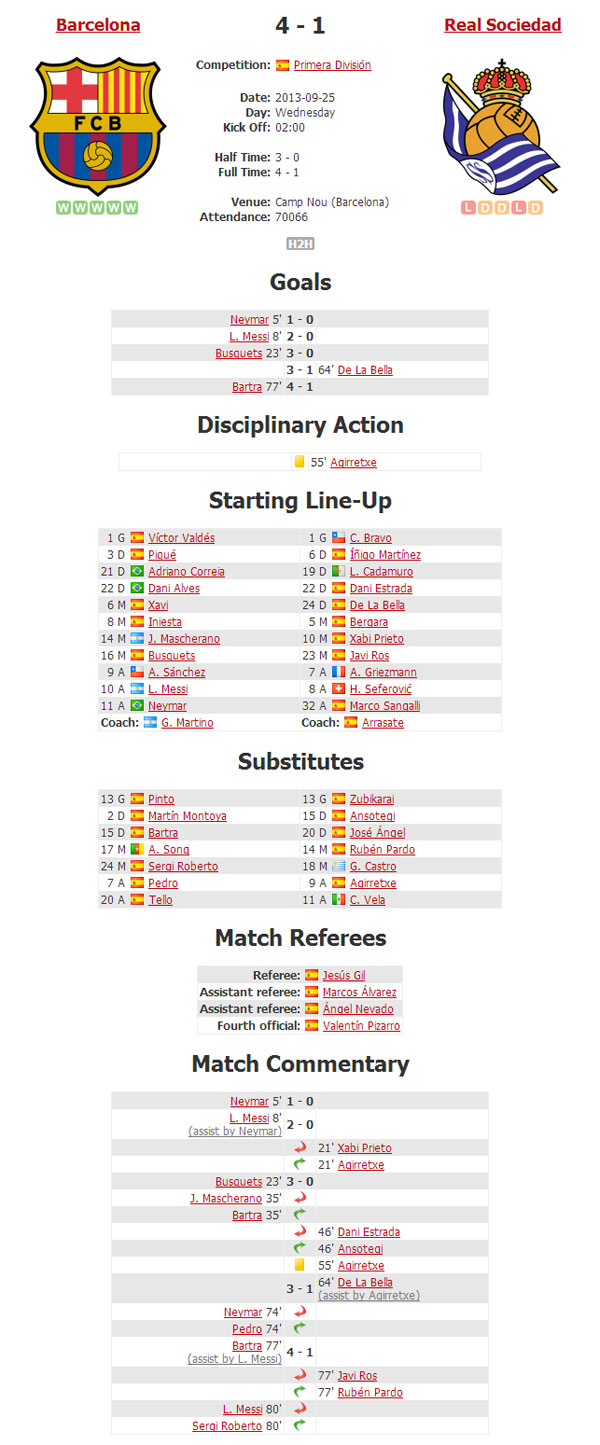 Barcelona 4 - 1 Real Sociedad
Competition: Primera División
Date: 2013-09-25
Day: Wednesday
Kick Off: 02:00
Half Time: 3 - 0
Full Time: 4 - 1
Venue: Camp Nou (Barcelona)
Attendance: 70066
FCB
W W W W W
L D D L D
H2H
Goals
Neymar 5' 1 - 0
L. Messi 8' 2 - 0
Busquets 23' 3 - 0
3 - 1 64' De La Bella
Bartra 77' 4 - 1
Disciplinary Action
55' Agirretxe
Starting Line-Up
1 G Víctor Valdés 1 G C. Bravo
3 D Piqué 6 D Íñigo Martínez
21 D Adriano Correia 19 D L. Cadamuro
22 D Dani Alves 22 D Dani Estrada
6 M Xavi 24 D De La Bella
8 M Iniesta 5 M Bergara
14 M J. Mascherano 10 M Xabi Prieto
16 M Busquets 23 M Javi Ros
9 A A. Sánchez 7 A A. Griezmann
10 A L. Messi 8 A H. Seferović
11 A Neymar 32 A Marco Sangalli
Coach: G. Martino Coach: Arrasate
Substitutes
13 G Pinto 13 G Zubikarai
2 D Martín Montoya 15 D Ansotegi
15 D Bartra 20 D José Ángel
17 M A. Song 14 M Rubén Pardo
24 M Sergi Roberto 18 M G. Castro
7 A Pedro 9 A Agirretxe
20 A Tello 11 A C. Vela
Match Referees
Referee: Jesús Gil
Assistant referee: Marcos Álvarez
Assistant referee: Ángel Nevado
Fourth official: Valentín Pizarro
Match Commentary
Neymar 5' 1 - 0
L. Messi 8' 2 - 0
(assist by Neymar)
21' Xabi Prieto
21' Agirretxe
Busquets 23' 3 - 0
J. Mascherano 35'
Bartra 35'
46' Dani Estrada
46' Ansotegi
55' Agirretxe
3 - 1 64' De La Bella
(assist by Agirretxe)
Neymar 74'
Pedro 74'
Bartra 77' 4 - 1
(assist by L. Messi)
77' Javi Ros
77' Rubén Pardo
L. Messi 80'
Sergi Roberto 80'